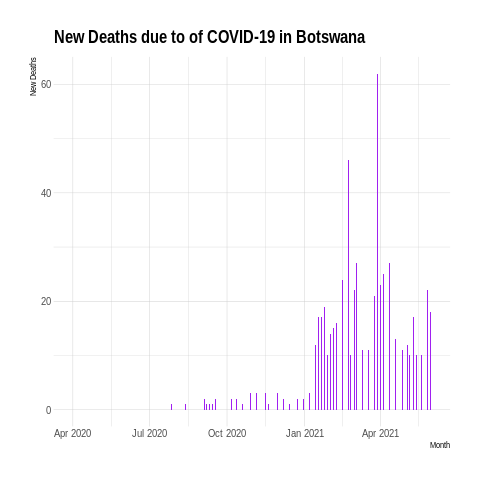 New Deaths due to of COVID-19 in Botswana
New Deaths
60
40
20
0
Apr 2020 Jul 2020 Oct 2020 Jan 2021 Apr 2021
Month